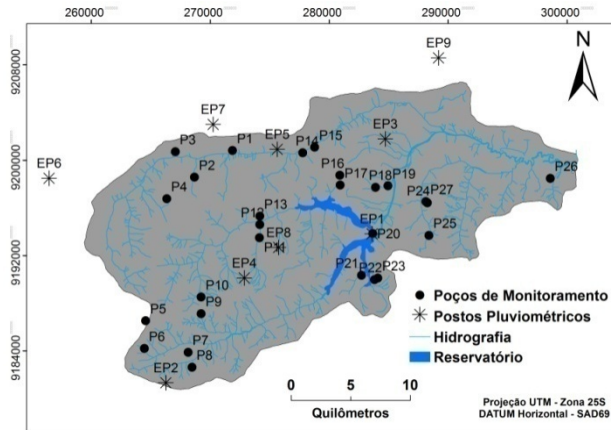 260000 270000 280000 290000 300000
EP9
N
9208000
EP7
P3 P1 EP5 P14 P15 EP3
9200000
EP6
P2 P16 P17 P18 P19 P26
P4 P24 P27
P13
P12 EP1
9192000
EP8 P20 P25
P11
EP4 P21 P22 P23
P10
P9
P5
P6 P7
9184000
P8
EP2
Poços de Monitoramento
Postos Pluviométricos
Hidrografia
Reservatório
0 5 10
Quilômetros
Projeção UTM - Zona 25S
DATUM Horizontal - SAD69